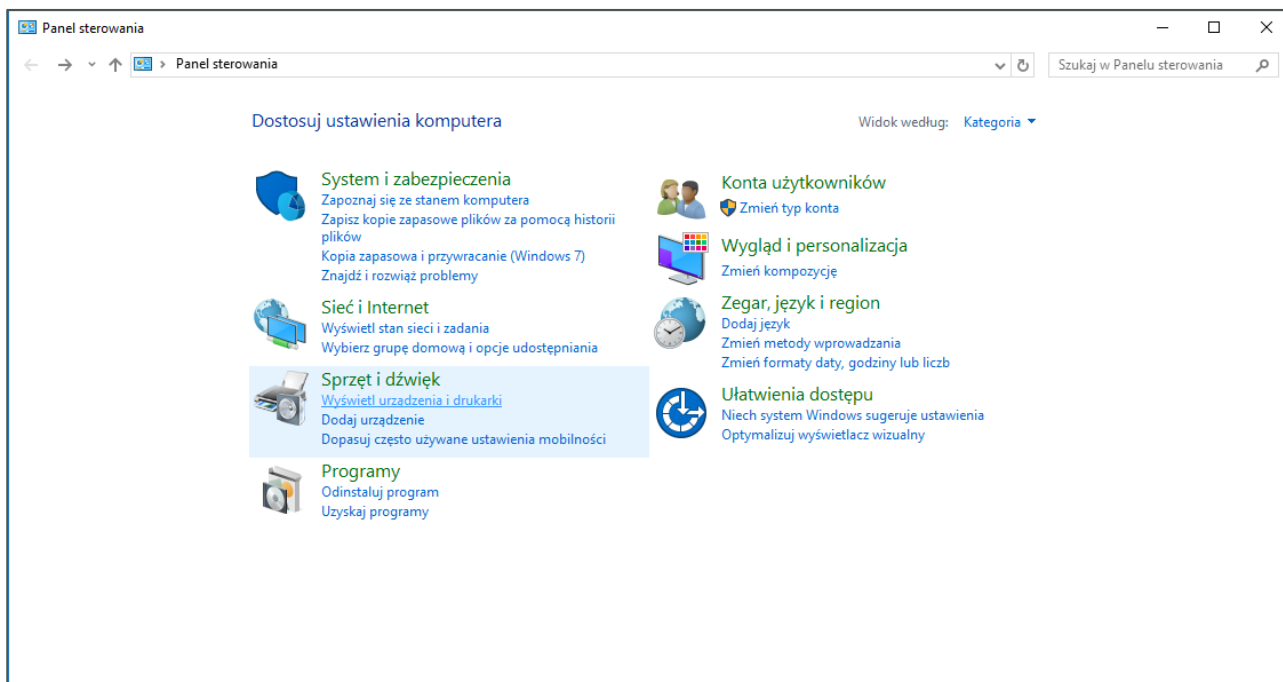 Panel sterowania
Panel sterowania
Szukaj w Panelu sterowania
Dostosuj ustawienia komputera
Widok według: Kategoria
System i zabezpieczenia
Zapoznaj się ze stanem komputera
Zapisz kopie zapasowe plików za pomocą historii
plików
Kopia zapasowa i przywracanie (Windows 7)
Znajdź i rozwiąż problemy
Sieć i Internet
Wyświetl stan sieci i zadania
Wybierz grupę domową i opcje udostępniania
Sprzęt i dźwięk
Wyświetl urządzenia i drukarki
Dodaj urządzenie
Dopasuj często używane ustawienia mobilności
Programy
Odinstaluj program
Uzyskaj programy
Konta użytkowników
Zmień typ konta
Wygląd i personalizacja
Zmień kompozycję
Zegar, język i region
Dodaj język
Zmień metody wprowadzania
Zmień formaty daty, godziny lub liczb
Ułatwienia dostępu
Niech system Windows sugeruje ustawienia
Optymalizuj wyświetlacz wizualny